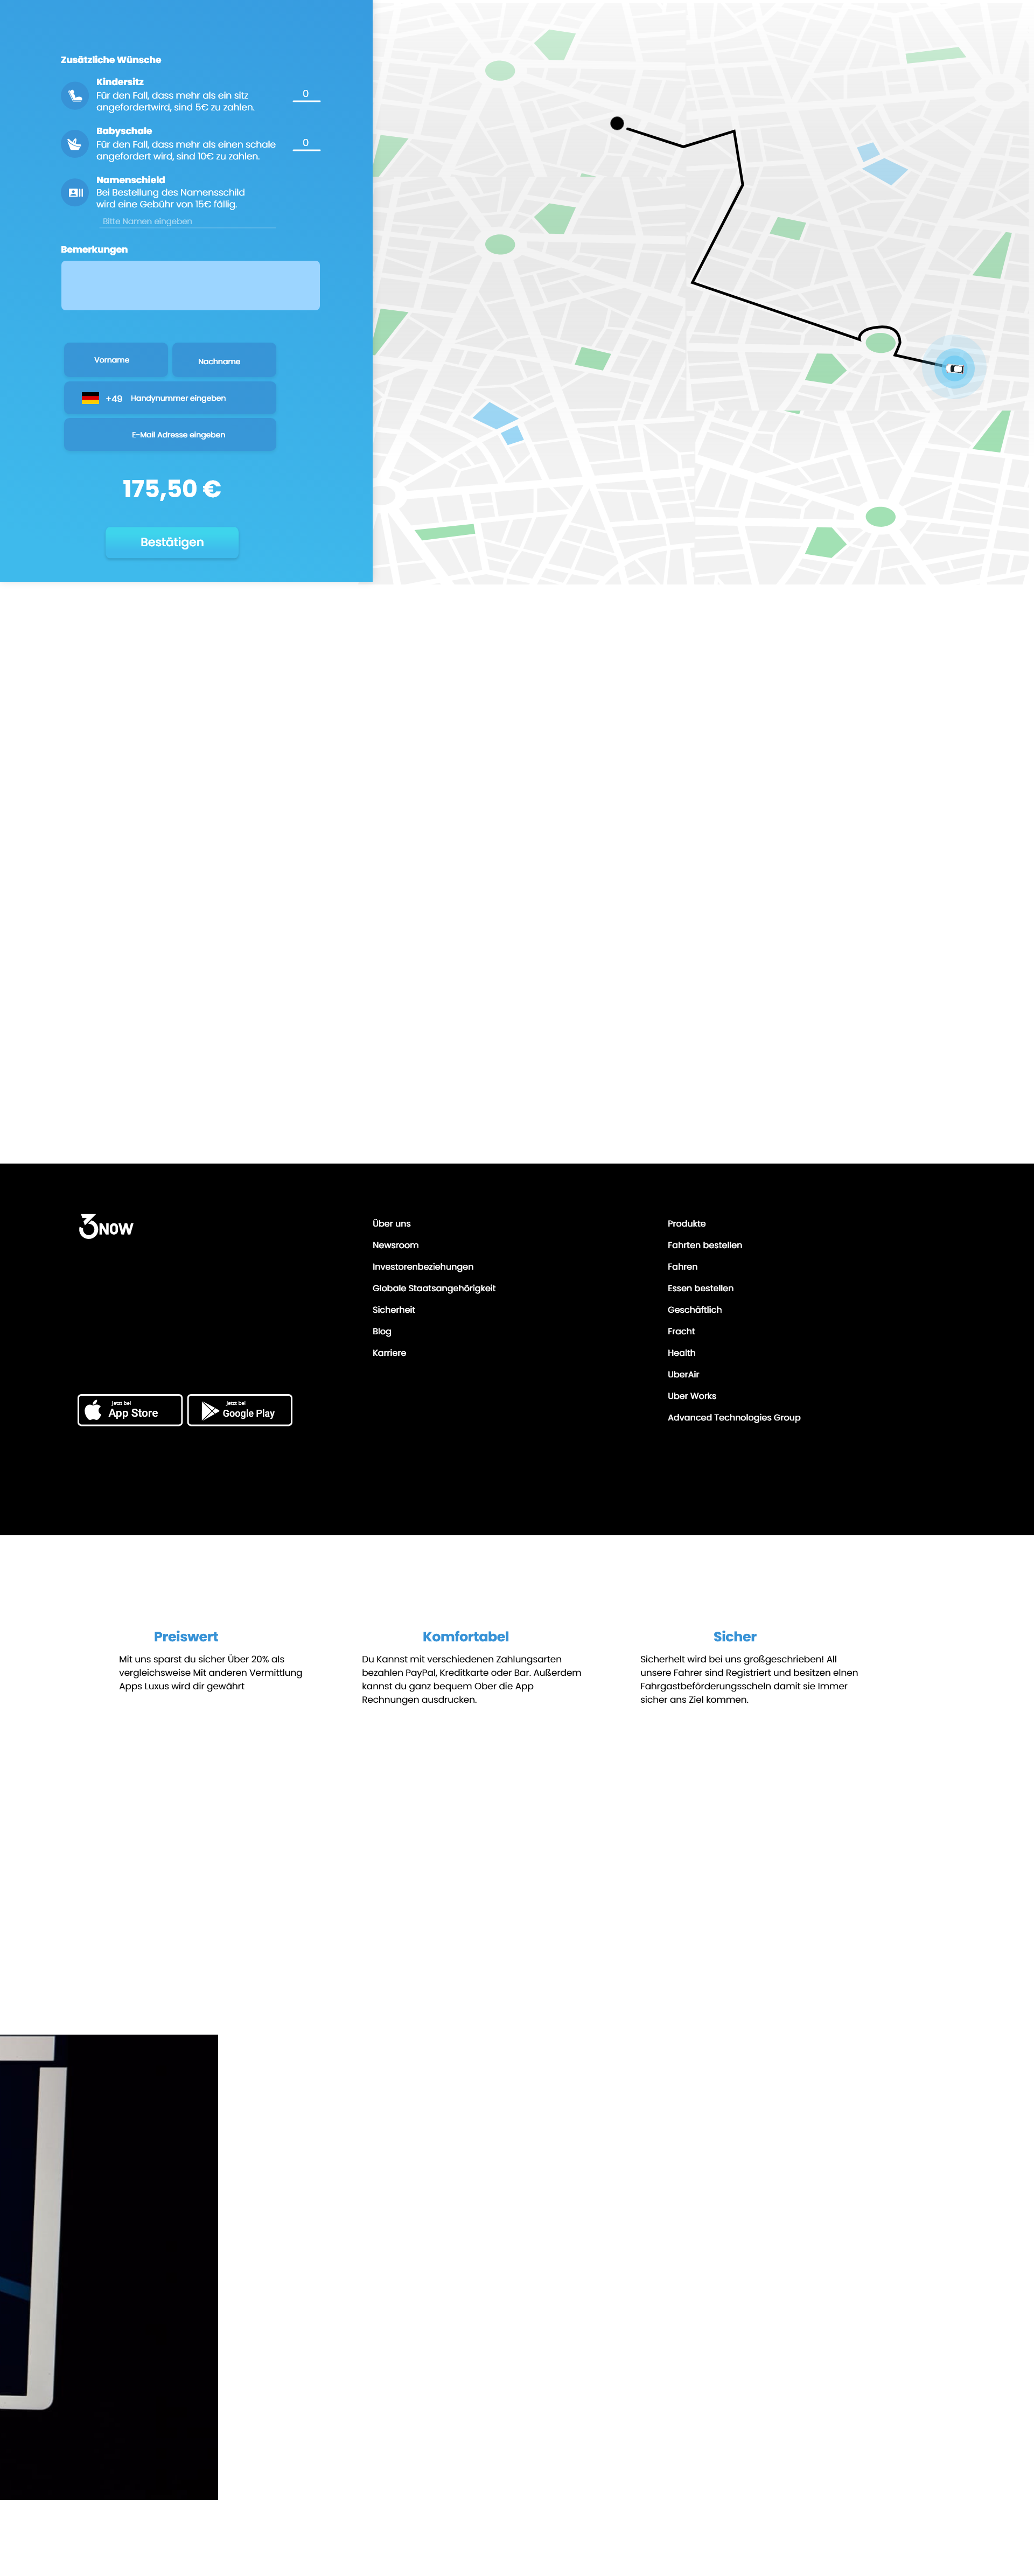 Zusätzliche Wünsche
Kindersitz
Für den Fall, dass mehr als ein sitz
angefordertwird, sind 5€ zu zahlen.
0
Babyschale
Für den Fall, dass mehr als einen schale
angefordert wird, sind 10€ zu zahlen.
0
Namenschield
Bei Bestellung des Namensschild
wird eine Gebühr von 15€ fällig.
Bitte Namen eingeben
Bemerkungen
Vorname
Nachname
+49 Handynummer eingeben
E-Mail Adresse eingeben
175,50 €
Bestätigen
3NOW
jetzt bei
App Store
jetzt bei
Google Play
Über uns
Newsroom
Investorenbeziehungen
Globale Staatsangehörigkeit
Sicherheit
Blog
Karriere
Produkte
Fahrten bestellen
Fahren
Essen bestellen
Geschäftlich
Fracht
Health
UberAir
Uber Works
Advanced Technologies Group
Preiswert
Mit uns sparst du sicher Über 20% als
vergleichsweise Mit anderen Vermittlung
Apps Luxus wird dir gewährt
Komfortabel
Du Kannst mit verschiedenen Zahlungsarten
bezahlen PayPal, Kreditkarte oder Bar. Außerdem
kannst du ganz bequem Ober die App
Rechnungen ausdrucken.
Sicher
Sicherhelt wird bei uns großgeschrieben! All
unsere Fahrer sind Registriert und besitzen elnen
Fahrgastbeförderungsscheln damit sie Immer
sicher ans Ziel kommen.